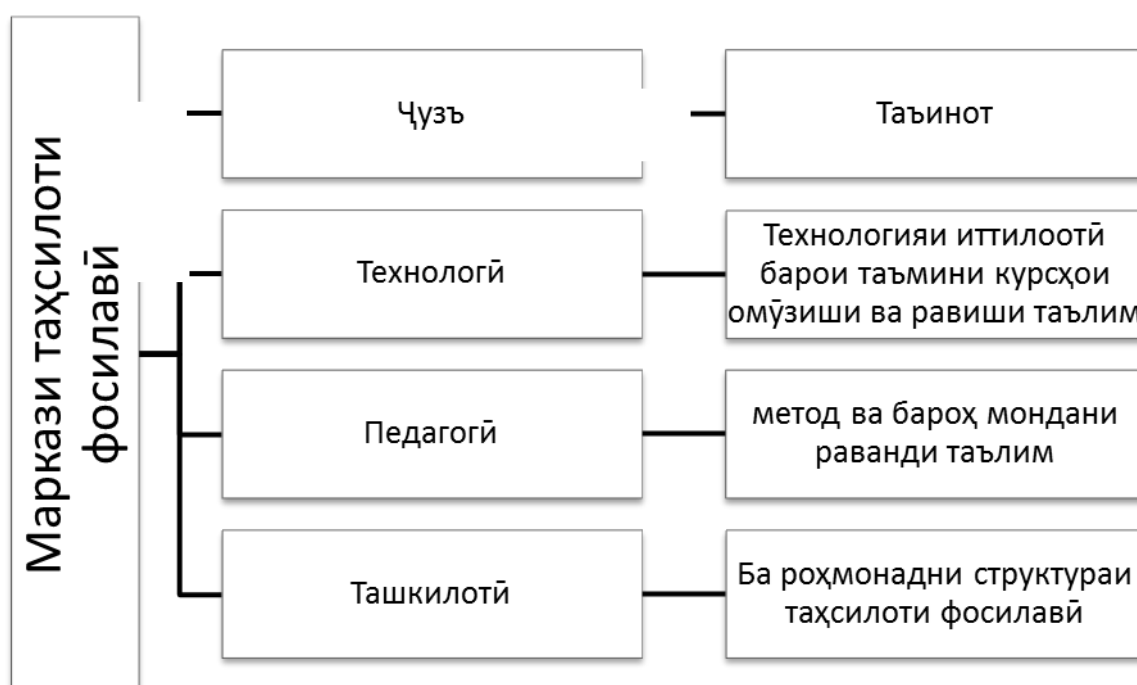 Маркази таҳсилоти
фосилавӣ
Ҷузъ
Таъинот
Технологӣ
Технологияи иттилоотӣ
барои таъмини курсҳои
омӯзиши ва равиши таълим
Педагогӣ
метод ва бароҳ мондани
раванди таълим
Ташкилотӣ
Ба роҳмонадни структураи
таҳсилоти фосилавӣ